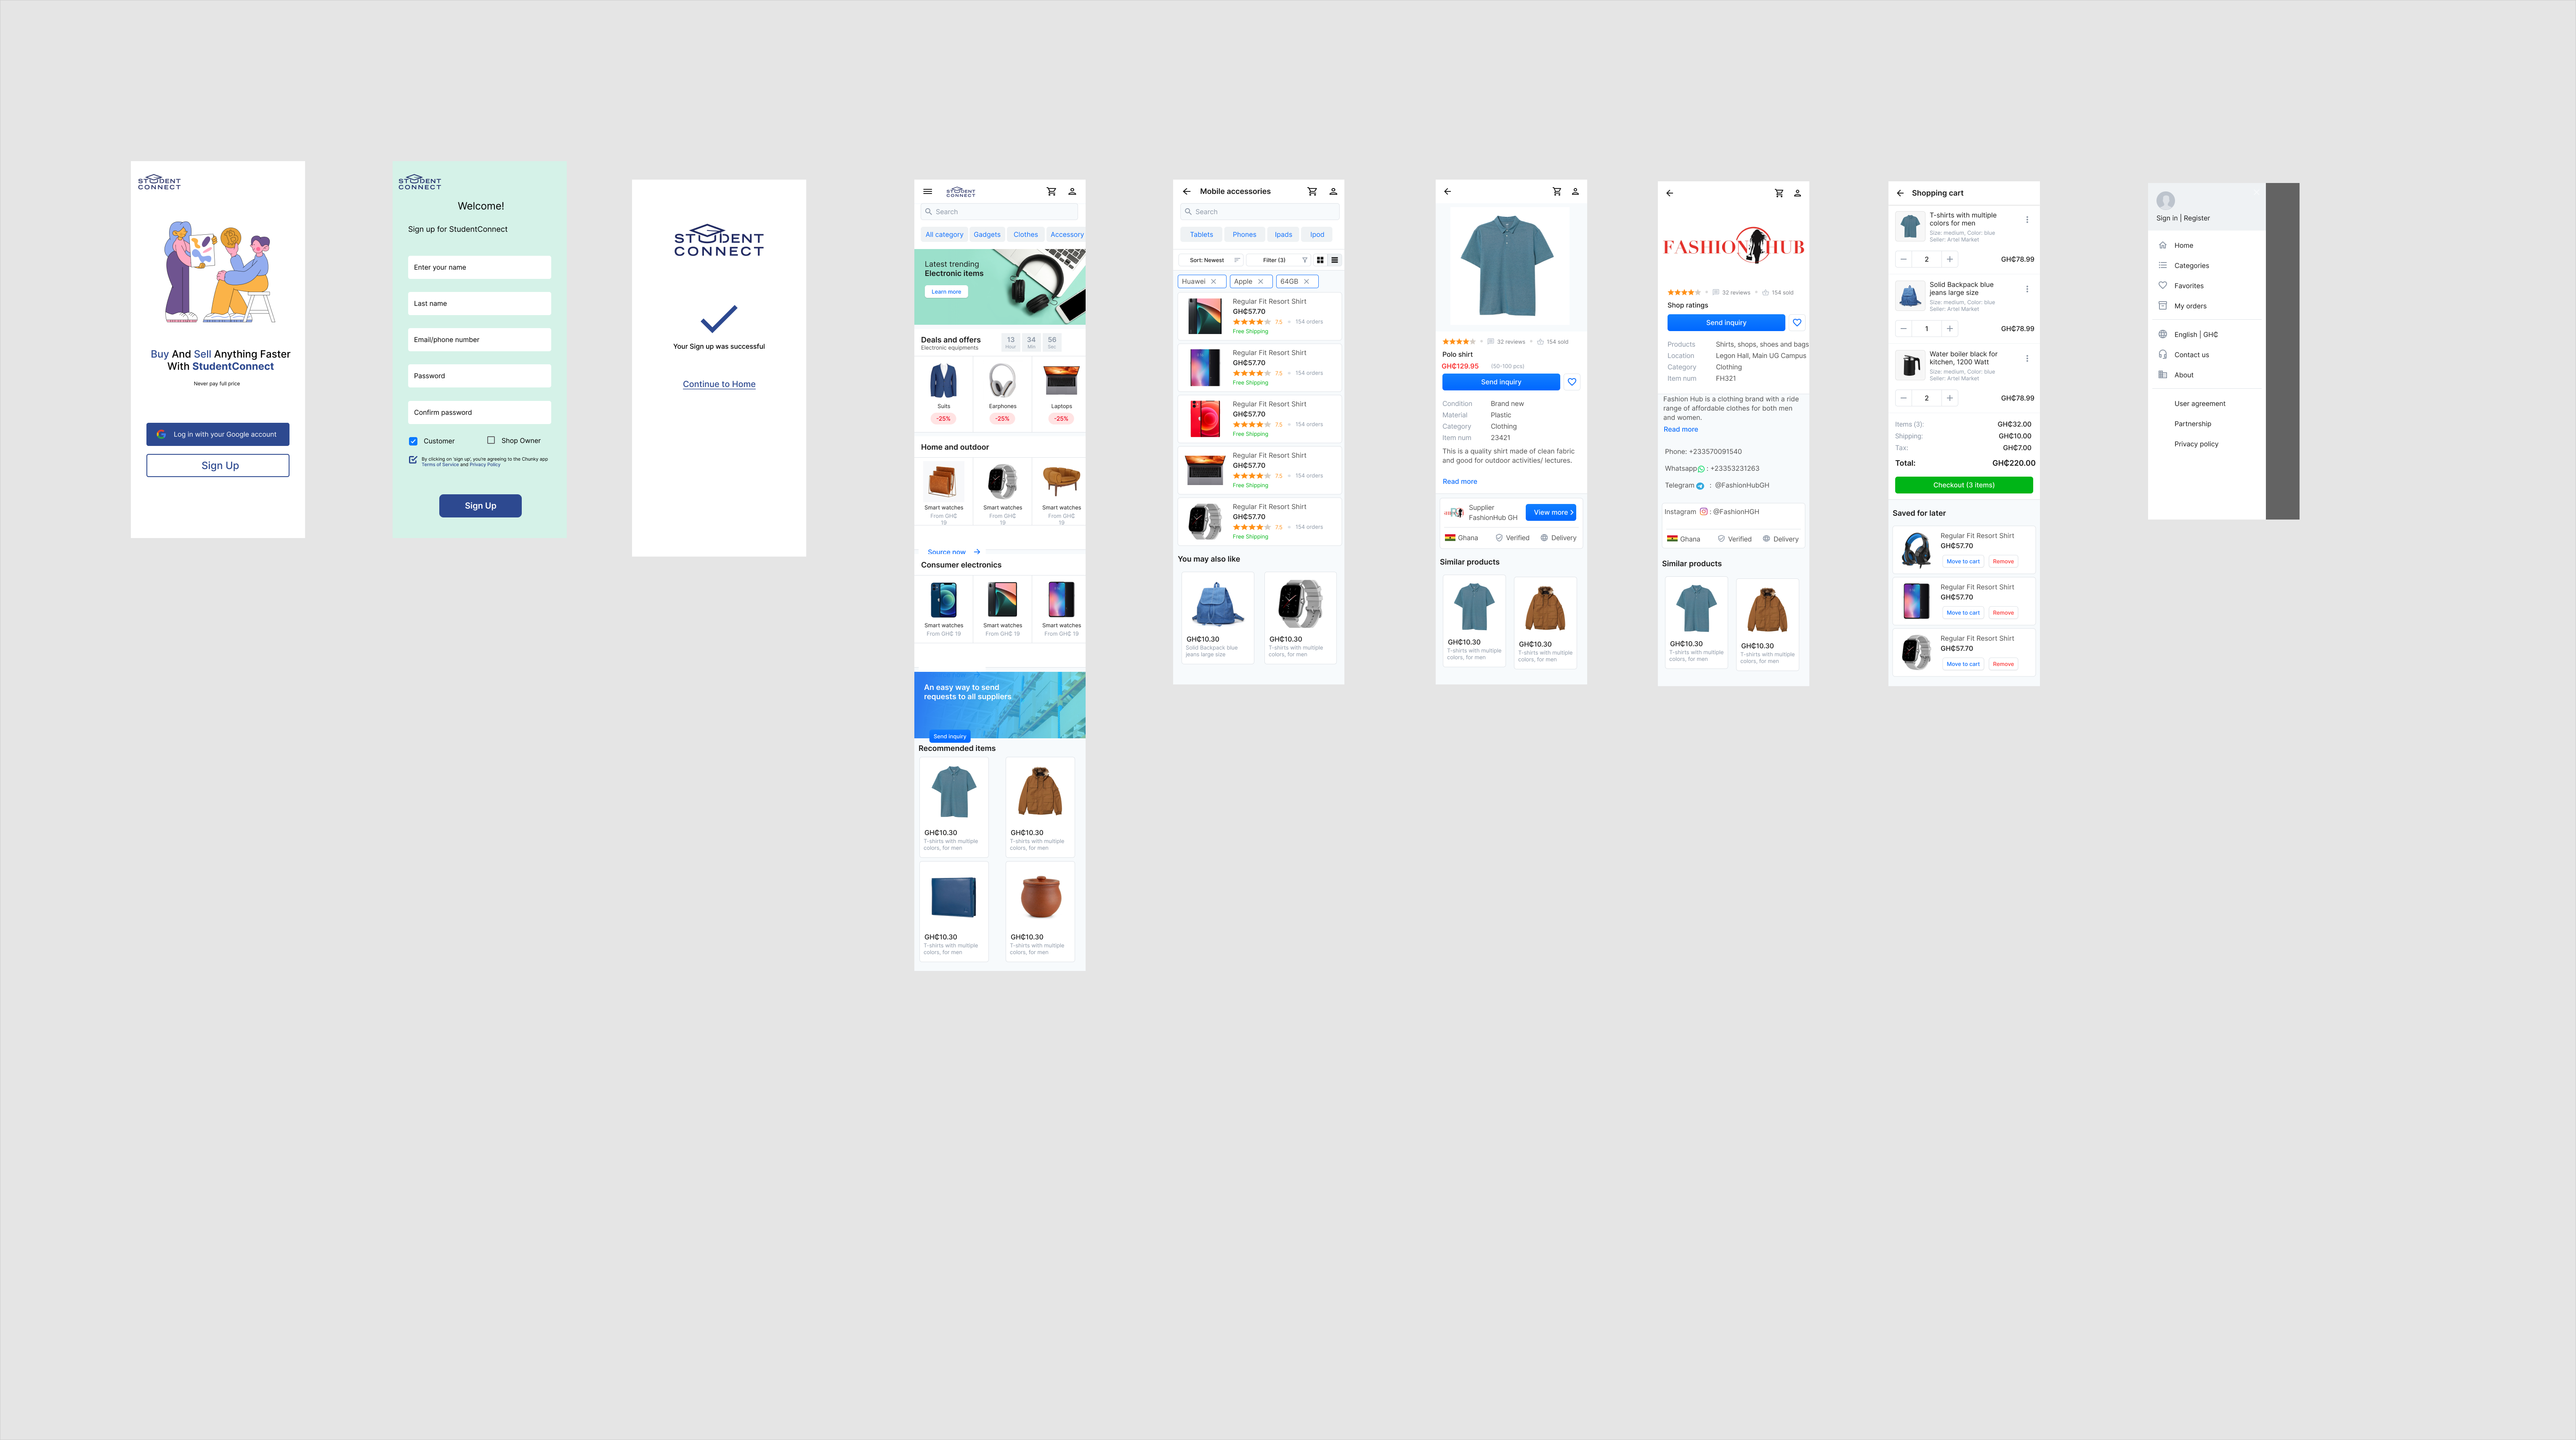 STUDENT
CONNECT
Buy And Sell Anything Faster
With StudentConnect
Never pay full price
Log in with your Google account
Sign Up
STUDENT
CONNECT
Welcome!
Sign up for StudentConnect
Enter your name
Last name
Email/phone number
Password
Confirm password
Customer
Shop Owner
By clicking on 'sign up', you're agreeing to the Chunky app
Terms of Service and Privacy Policy
Sign Up
STUDENT
CONNECT
Your Sign up was successful
Continue to Home
STUDENT
CONNECT
Search
All category
Gadgets
Clothes
Accessory
Latest trending
Electronic items
Learn more
Deals and offers
Electronic equipments
13
Hour
34
Min
56
Sec
Suits
-25%
Earphones
-25%
Laptops
-25%
Home and outdoor
Smart watches
From GH₵
19
Smart watches
From GH₵
19
Smart watches
From GH₵
19
Source now
Consumer electronics
Smart watches
From GH₵ 19
Smart watches
From GH₵ 19
Smart watches
From GH₵ 19
An easy way to send
requests to all suppliers
Send inquiry
Recommended items
GH₵10.30
T-shirts with multiple
colors, for men
GH₵10.30
T-shirts with multiple
colors, for men
GH₵10.30
T-shirts with multiple
colors, for men
GH₵10.30
T-shirts with multiple
colors, for men
Mobile accessories
Search
Tablets
Phones
Ipads
Ipod
Sort: Newest
Filter (3)
Huawei
Apple
64GB
Regular Fit Resort Shirt
GH₵57.70
7.5
154 orders
Free Shipping
Regular Fit Resort Shirt
GH₵57.70
7.5
154 orders
Free Shipping
Regular Fit Resort Shirt
GH₵57.70
7.5
154 orders
Free Shipping
Regular Fit Resort Shirt
GH₵57.70
7.5
154 orders
Free Shipping
Regular Fit Resort Shirt
GH₵57.70
7.5
154 orders
Free Shipping
You may also like
GH₵10.30
Solid Backpack blue
jeans large size
GH₵10.30
T-shirts with multiple
colors, for men
32 reviews
154 sold
Polo shirt
GH₵129.95
(50-100 pcs)
Send inquiry
Condition Brand new
Material Plastic
Category Clothing
Item num 23421
This is a quality shirt made of clean fabric
and good for outdoor activities/ lectures.
Read more
Supplier
FashionHub GH
View more
Ghana
Verified
Delivery
Similar products
GH₵10.30
T-shirts with multiple
colors, for men
GH₵10.30
T-shirts with multiple
colors, for men
FASHION HUB
32 reviews
154 sold
Shop ratings
Send inquiry
Products Shirts, shops, shoes and bags
Location Legon Hall, Main UG Campus
Category Clothing
Item num FH321
Fashion Hub is a clothing brand with a ride
range of affordable clothes for both men
and women.
Read more
Phone: +233570091540
Whatsapp : +23353231263
Telegram : @FashionHubGH
Instagram : @FashionHGH
Ghana
Verified
Delivery
Similar products
GH₵10.30
T-shirts with multiple
colors, for men
GH₵10.30
T-shirts with multiple
colors, for men
Shopping cart
T-shirts with multiple
colors for men
Size: medium, Color: blue
Seller: Artel Market
2
GH₵78.99
Solid Backpack blue
jeans large size
Size: medium, Color: blue
Seller: Artel Market
1
GH₵78.99
Water boiler black for
kitchen, 1200 Watt
Size: medium, Color: blue
Seller: Artel Market
2
GH₵78.99
Items (3): GH₵32.00
Shipping: GH₵10.00
Tax: GH₵7.00
Total: GH₵220.00
Checkout (3 items)
Saved for later
Regular Fit Resort Shirt
GH₵57.70
Move to cart
Remove
Regular Fit Resort Shirt
GH₵57.70
Move to cart
Remove
Regular Fit Resort Shirt
GH₵57.70
Move to cart
Remove
Sign in | Register
Home
Categories
Favorites
My orders
English | GH₵
Contact us
About
User agreement
Partnership
Privacy policy